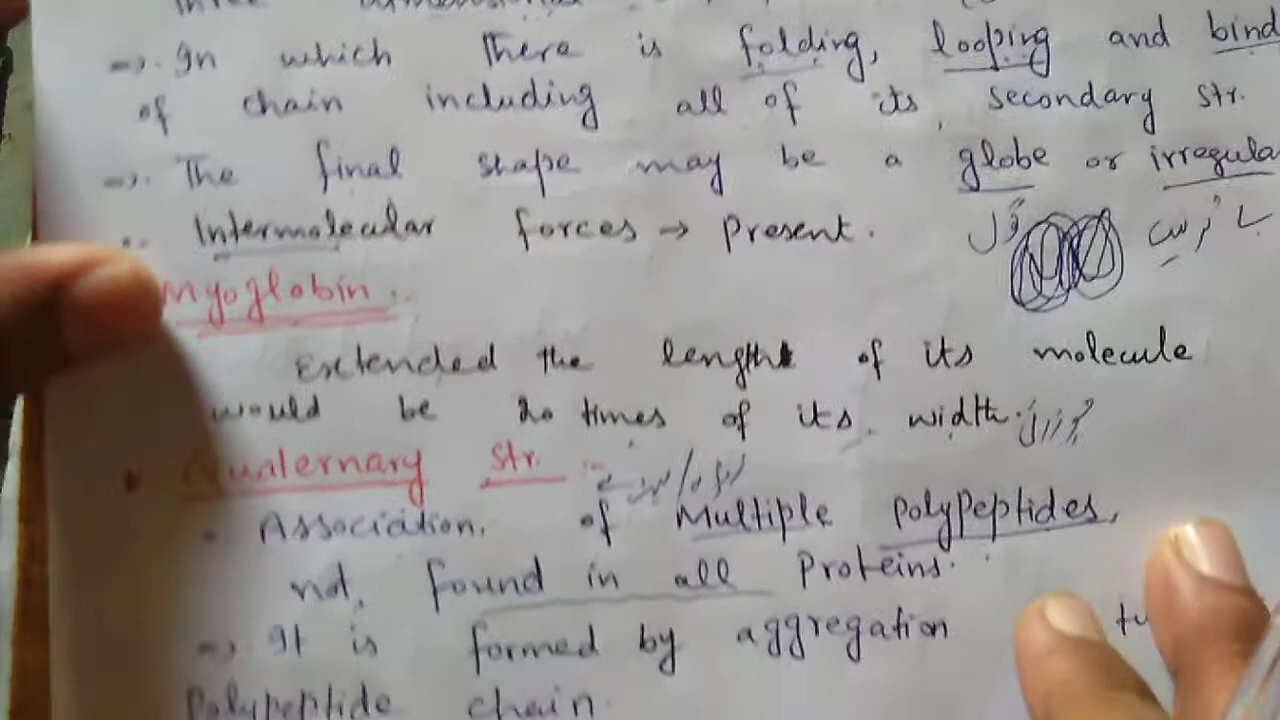 Three
=>. In which there is folding, looping and bind
of chain including all of its secondary str.
=>. The final shape may be a globe or irregula
Intermolecular forces → Present.
Myoglobin :.
Extended the length of its molecule
would be 20 times of its width.
Quaternary str. :-
Association. of Multiple Polypeptides,
not, found in all Proteins.
=>. It is formed by aggregation
Polypeptide chain.